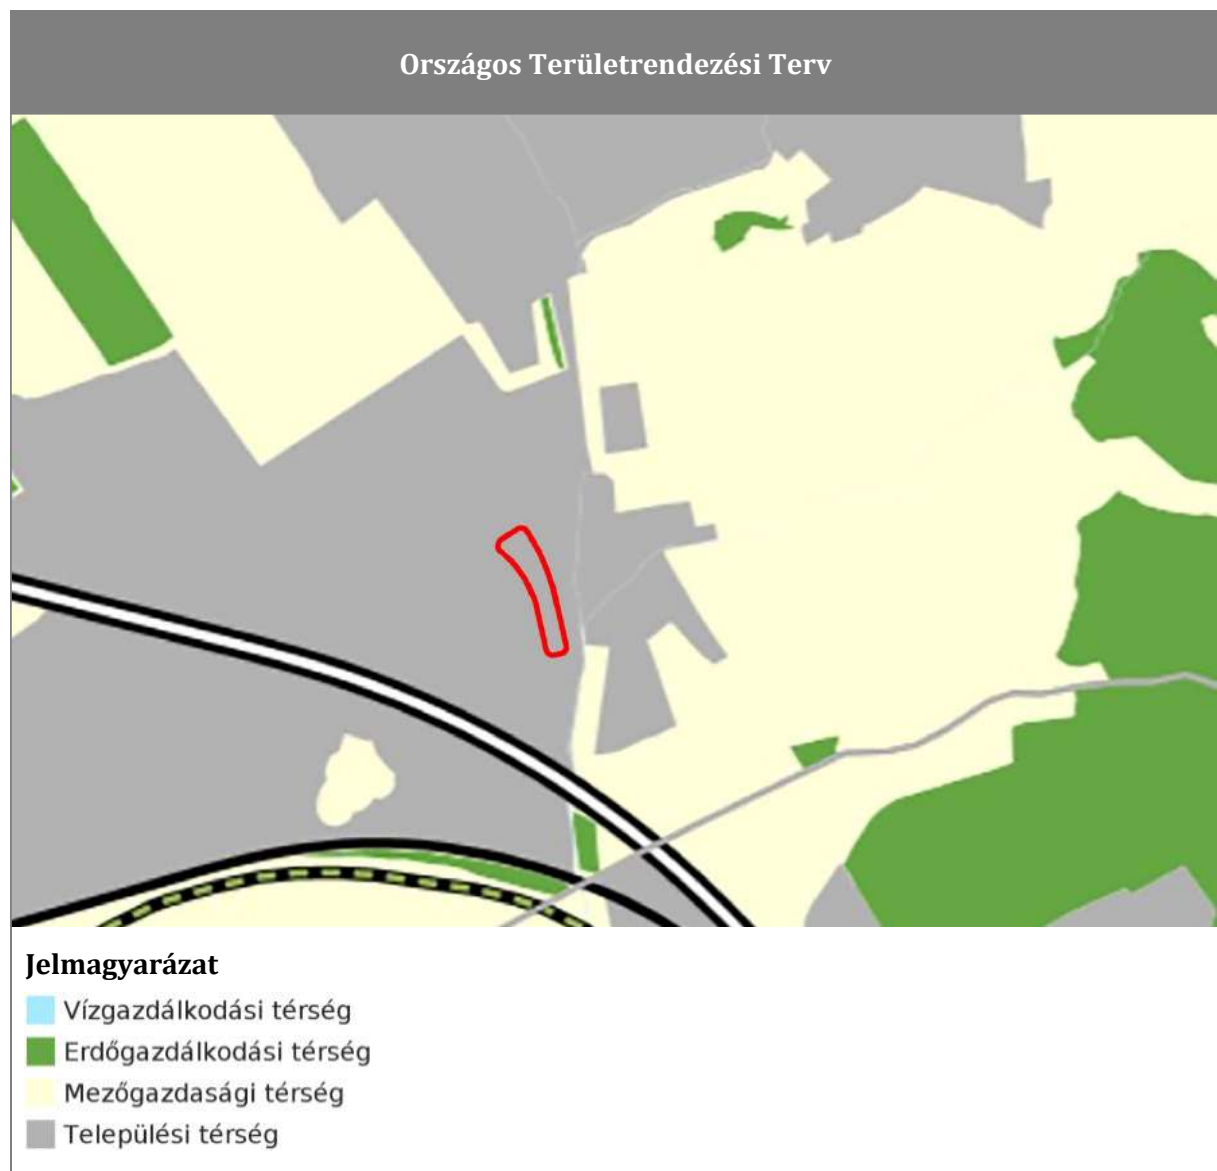 Országos Területrendezési Terv
Jelmagyarázat
Vízgazdálkodási térség
Erdőgazdálkodási térség
Mezőgazdasági térség
Települési térség